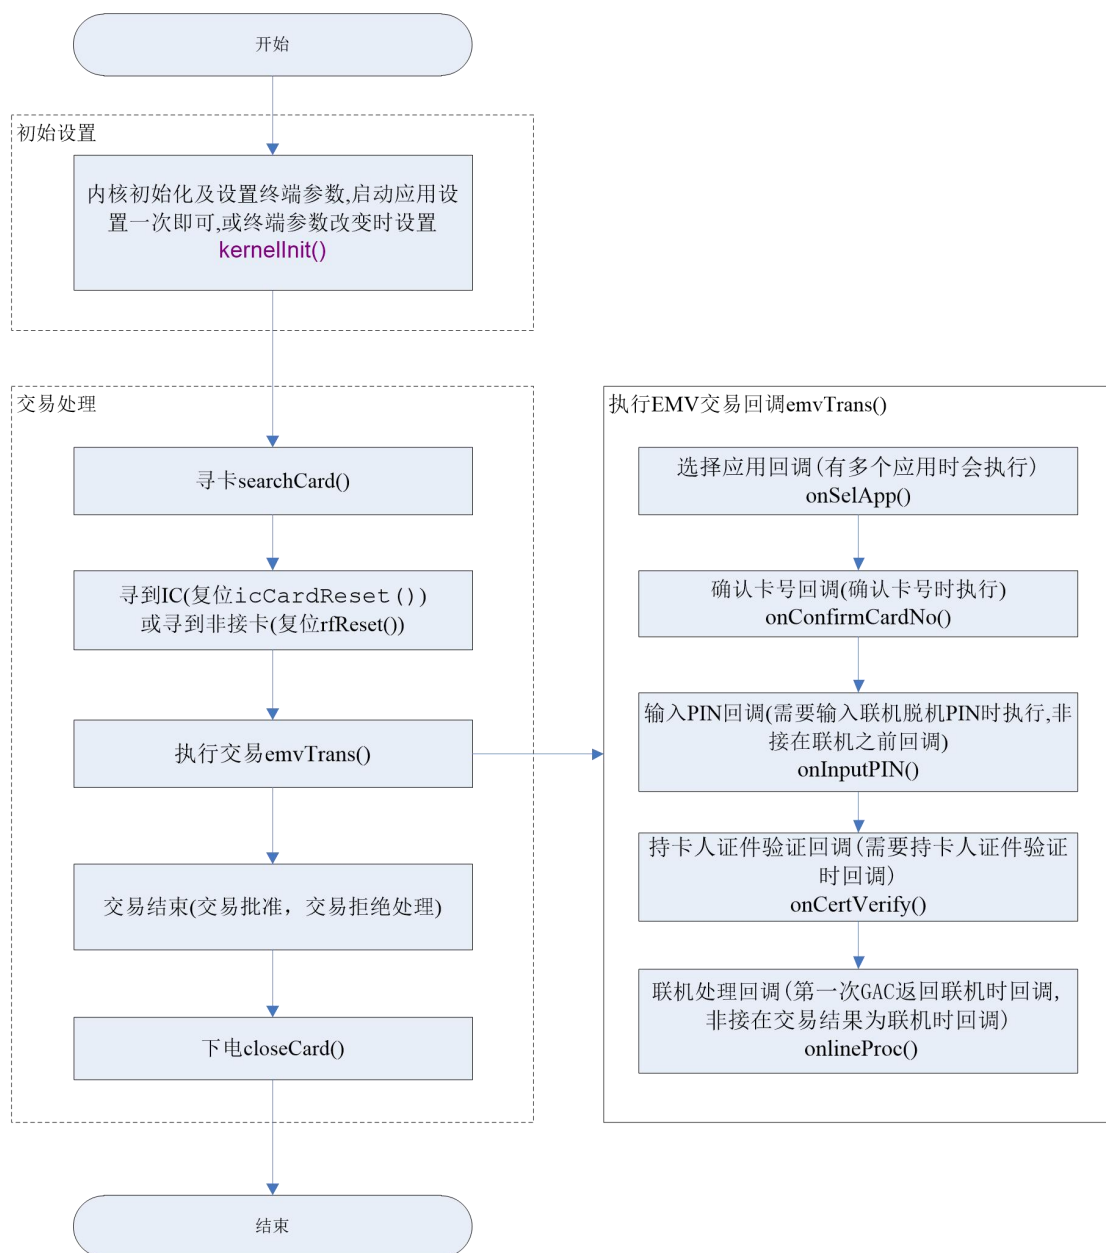 开始
初始设置
内核初始化及设置终端参数,启动应用设
置一次即可,或终端参数改变时设置
kernelInit()
交易处理
寻卡searchCard()
寻到IC(复位icCardReset())
或寻到非接卡(复位rfReset())
执行交易emvTrans()
交易结束(交易批准，交易拒绝处理)
下电closeCard()
结束
执行EMV交易回调emvTrans()
选择应用回调(有多个应用时会执行)
onSelApp()
确认卡号回调(确认卡号时执行)
onConfirmCardNo()
输入PIN回调(需要输入联机脱机PIN时执行,非
接在联机之前回调)
onInputPIN()
持卡人证件验证回调(需要持卡人证件验证
时回调)
onCertVerify()
联机处理回调(第一次GAC返回联机时回调,
非接在交易结果为联机时回调)
onlineProc()